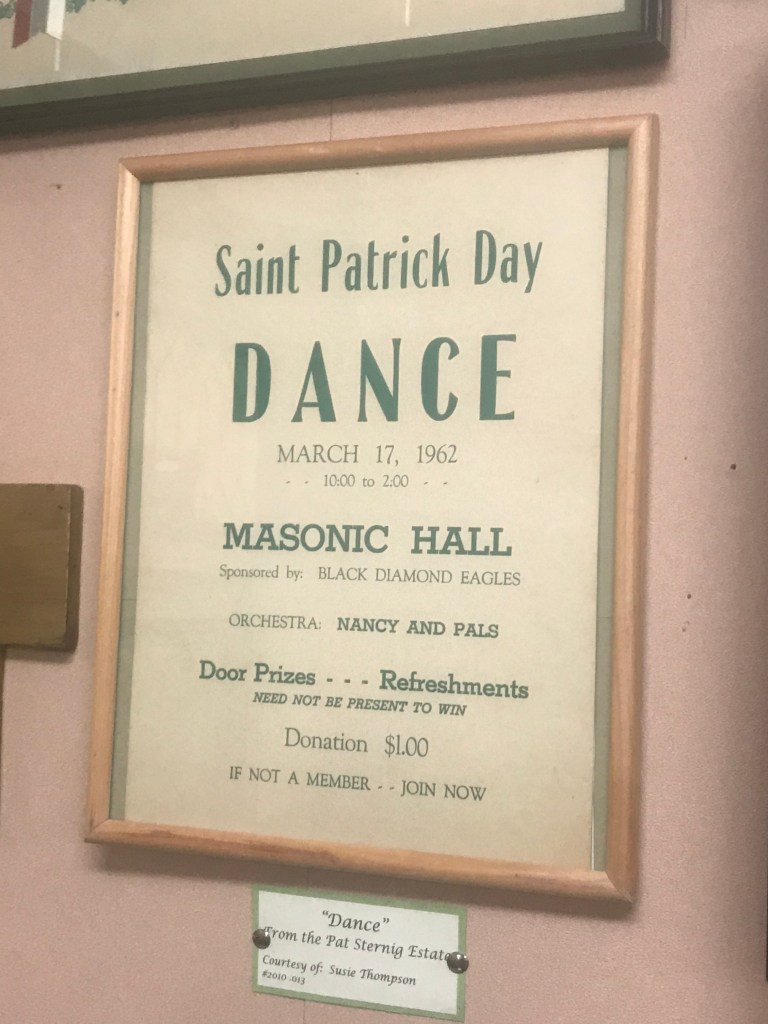 Saint Patrick Day
DANCE
MARCH 17, 1962
- - 10:00 to 2:00 - -
MASONIC HALL
Sponsored by: BLACK DIAMOND EAGLES
ORCHESTRA: NANCY AND PALS
Door Prizes - - - Refreshments
NEED NOT BE PRESENT TO WIN
Donation $1.00
IF NOT A MEMBER - - JOIN NOW
"Dance"
From the Pat Sternig Estate
Courtesy of: Susie Thompson
#2010 .013